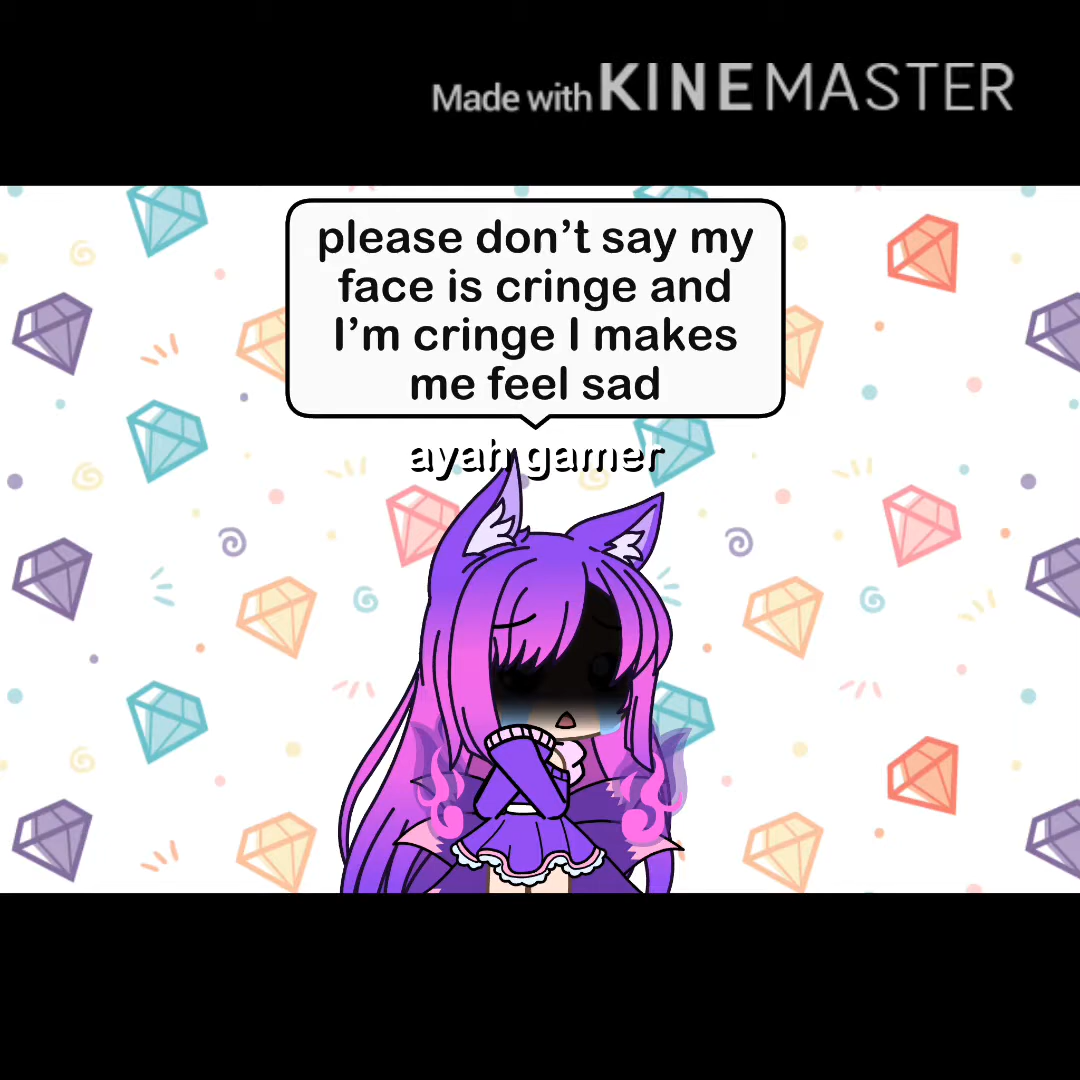 Made with KINEMASTER
please don’t say my
face is cringe and
I’m cringe I makes
me feel sad
ayah gamer